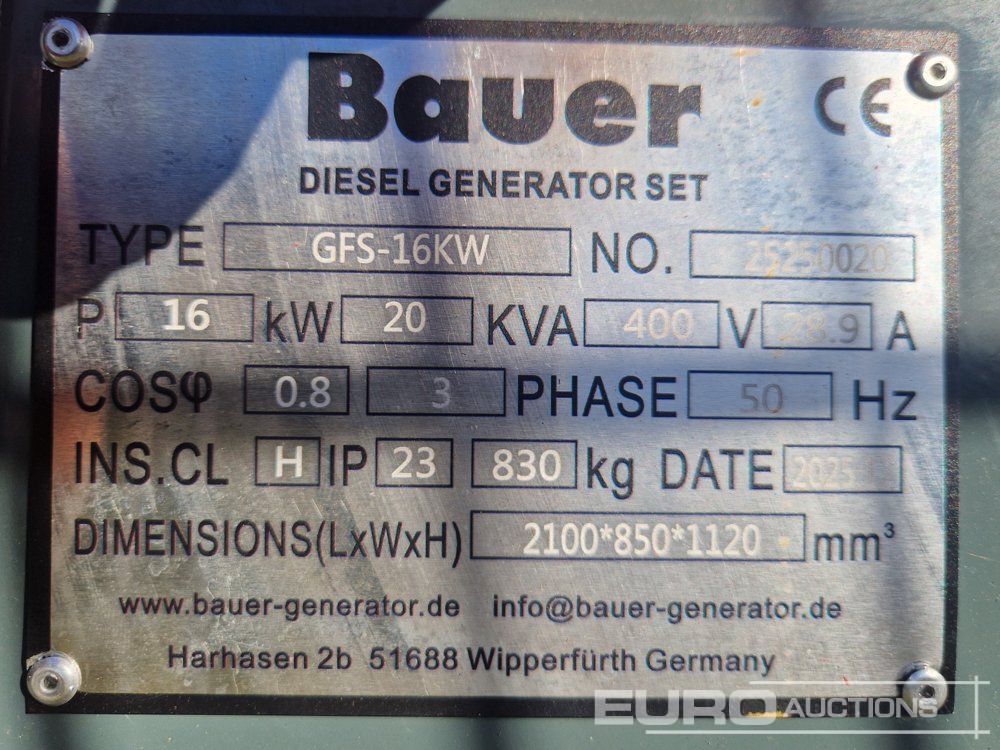 Bauer CE
DIESEL GENERATOR SET
TYPE GFS-16KW NO. 25250020
P 16 kW 20 KVA 400 V 28.9 A
COSφ 0.8 3 PHASE 50 Hz
INS.CL H IP 23 830 kg DATE 2025
DIMENSIONS(LxWxH) 2100*850*1120 mm³
www.bauer-generator.de info@bauer-generator.de
Harhasen 2b 51688 Wipperfürth Germany
EURO AUCTIONS